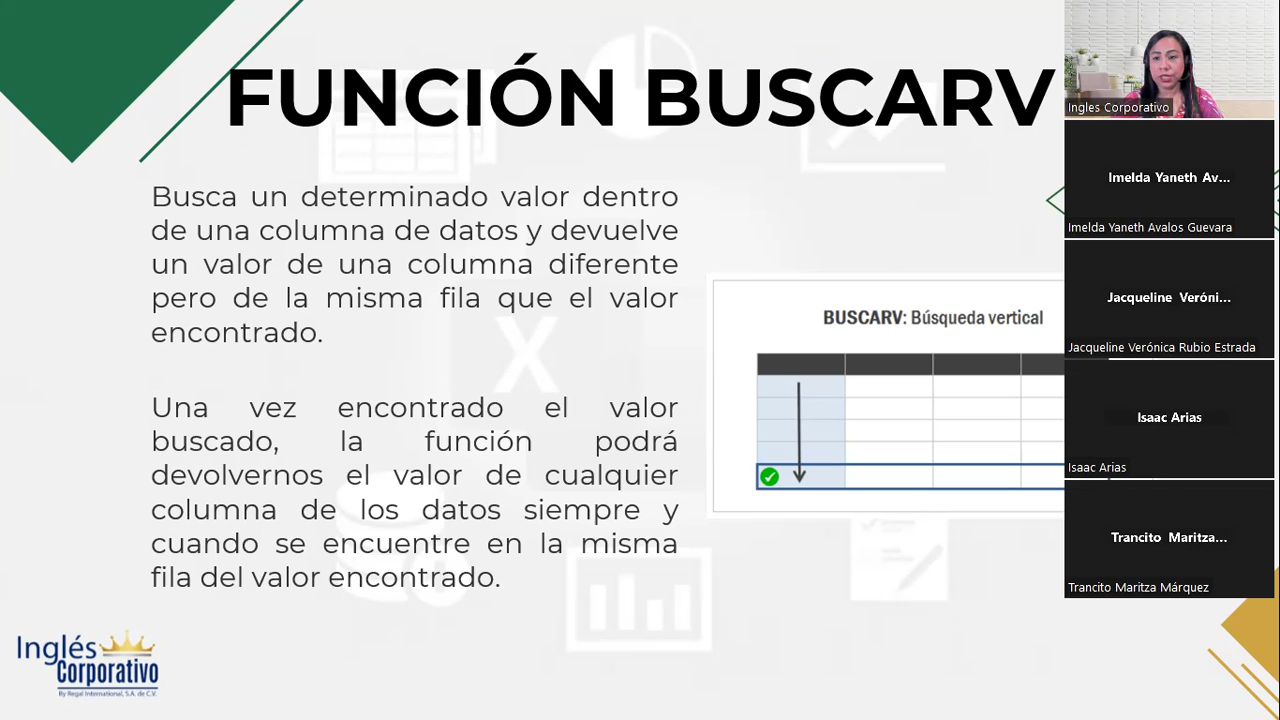 FUNCIÓN BUSCARV
Busca un determinado valor dentro
de una columna de datos y devuelve
un valor de una columna diferente
pero de la misma fila que el valor
encontrado.
Una vez encontrado el valor
buscado, la función podrá
devolvernos el valor de cualquier
columna de los datos siempre y
cuando se encuentre en la misma
fila del valor encontrado.
BUSCARV: Búsqueda vertical
X
Inglés
Corporativo
By Regal International, S.A. de C.V.
Ingles Corporativo
Imelda Yaneth Av...
Imelda Yaneth Avalos Guevara
Jacqueline Veróni...
Jacqueline Verónica Rubio Estrada
Isaac Arias
Isaac Arias
Trancito Maritza...
Trancito Maritza Márquez